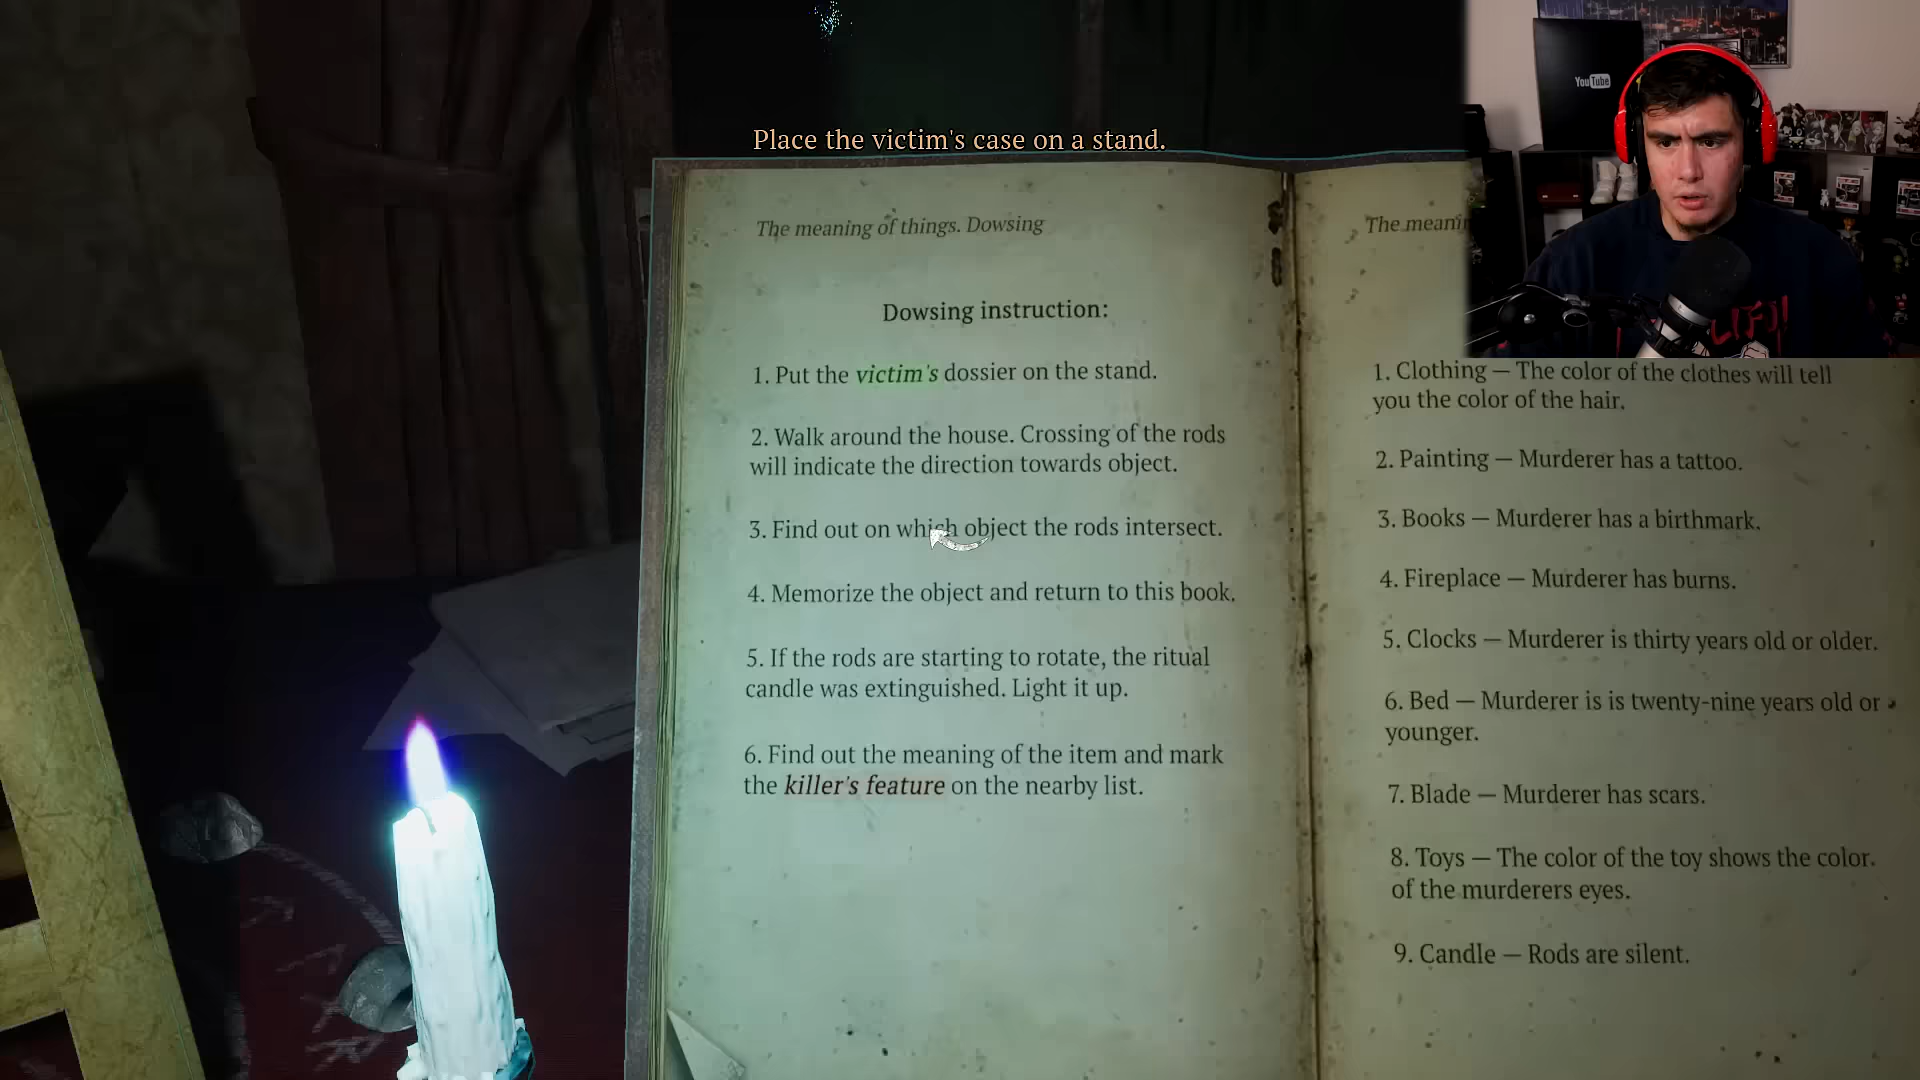 YouTube
Place the victim's case on a stand.
The meaning of things. Dowsing
Dowsing instruction:
1. Put the victim's dossier on the stand.
2. Walk around the house. Crossing of the rods
will indicate the direction towards object.
3. Find out on which object the rods intersect.
4. Memorize the object and return to this book.
5. If the rods are starting to rotate, the ritual
candle was extinguished. Light it up.
6. Find out the meaning of the item and mark
the killer's feature on the nearby list.
The
1. Clothing — The color of the clothes will tell
you the color of the hair.
2. Painting — Murderer has a tattoo.
3. Books — Murderer has a birthmark.
4. Fireplace — Murderer has burns.
5. Clocks — Murderer is thirty years old or older.
6. Bed — Murderer is is twenty-nine years old or
younger.
7. Blade — Murderer has scars.
8. Toys — The color of the toy shows the color.
of the murderers eyes.
9. Candle — Rods are silent.